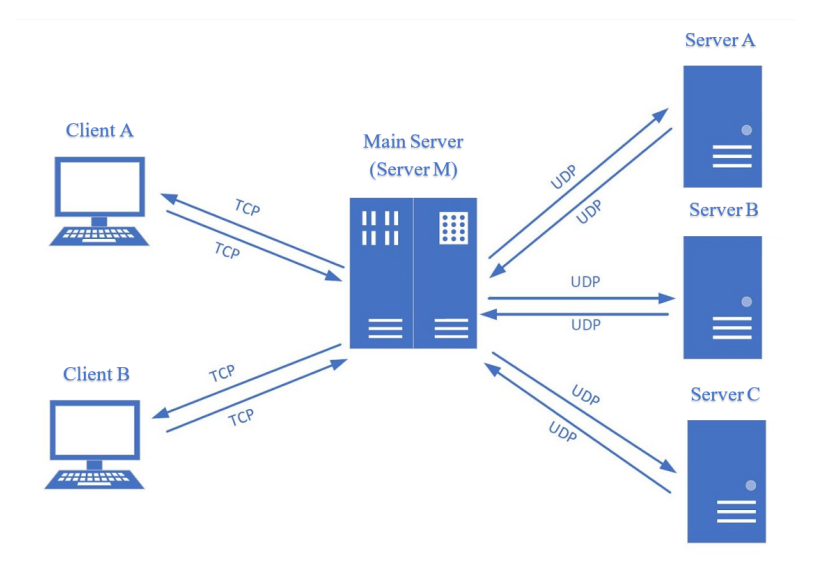 Server A
Client A
Main Server
(Server M)
UDP
UDP
TCP
TCP
Server B
UDP
UDP
Client B
TCP
TCP
Server C
UDP
UDP